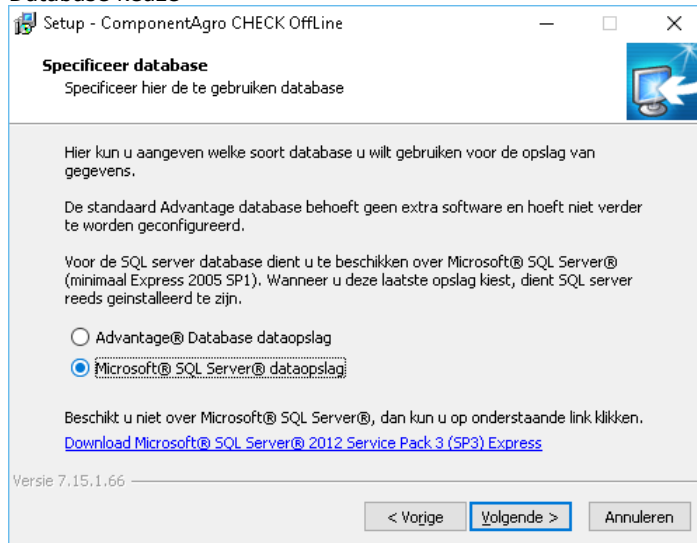 Setup - ComponentAgro CHECK OffLine
Specificeer database
Specificeer hier de te gebruiken database
Hier kun u aangeven welke soort database u wilt gebruiken voor de opslag van
gegevens.
De standaard Advantage database behoeft geen extra software en hoeft niet verder
te worden geconfigureerd.
Voor de SQL server database dient u te beschikken over Microsoft® SQL Server®
(minimaal Express 2005 SP1). Wanneer u deze laatste opslag kiest, dient SQL server
reeds geinstalleerd te zijn.
Advantage® Database dataopslag
Microsoft® SQL Server® dataopslag
Beschikt u niet over Microsoft® SQL Server®, dan kun u op onderstaande link klikken.
Download Microsoft® SQL Server® 2012 Service Pack 3 (SP3) Express
Versie 7.15.1.66
< Vorige
Volgende >
Annuleren